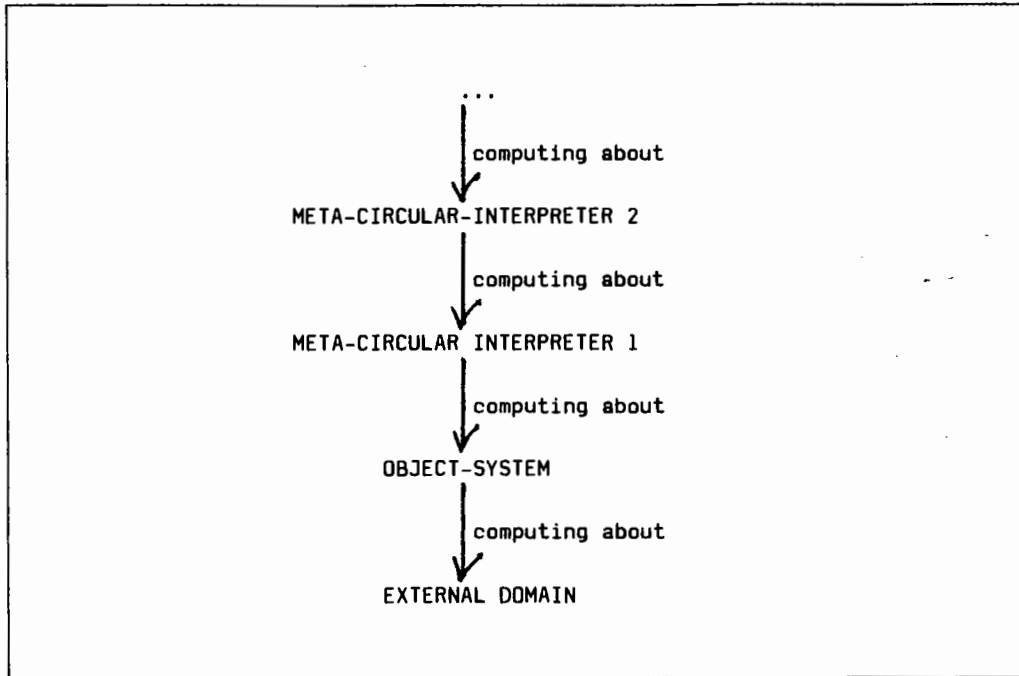 ...
computing about
META-CIRCULAR-INTERPRETER 2
computing about
META-CIRCULAR INTERPRETER 1
computing about
OBJECT-SYSTEM
computing about
EXTERNAL DOMAIN